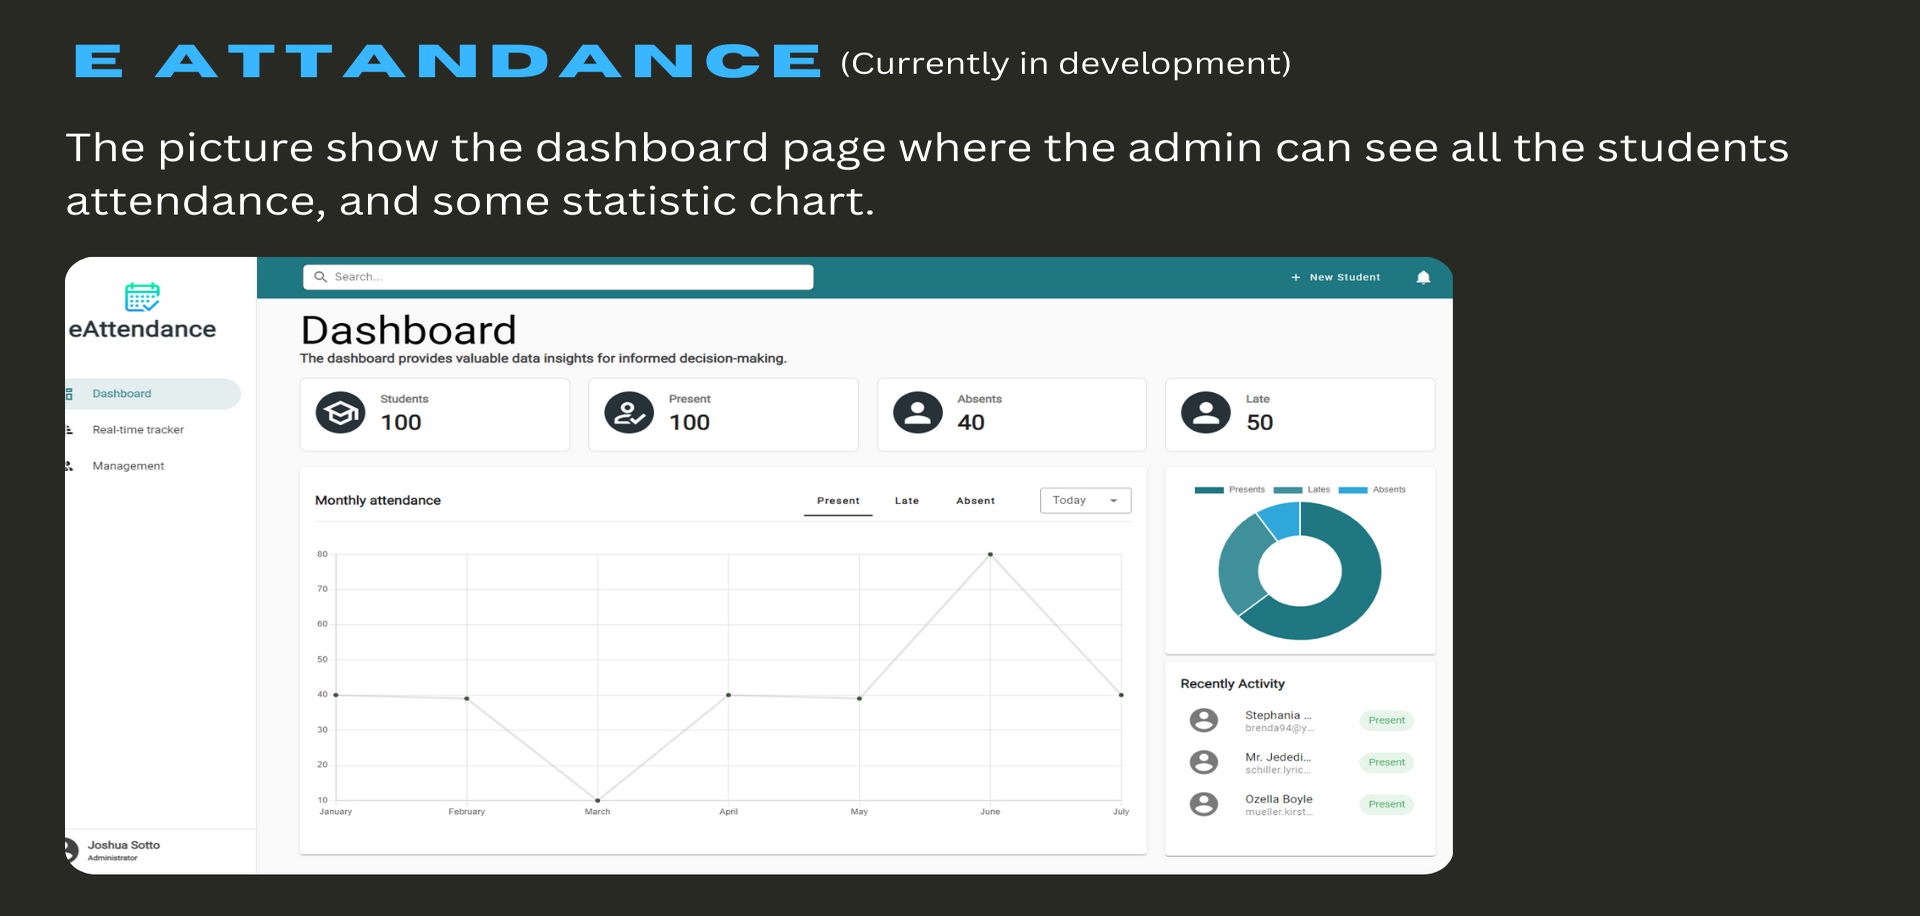 E ATTANDANCE (Currently in development)
The picture show the dashboard page where the admin can see all the students
attendance, and some statistic chart.
eAttendance
Search...
+ New Student
Dashboard
The dashboard provides valuable data insights for informed decision-making.
Dashboard
Real-time tracker
Management
Students
100
Present
100
Absents
40
Late
50
Monthly attendance
Present Late Absent Today
80
70
60
50
40
30
20
10
January February March April May June July
Presents Lates Absents
Recently Activity
Stephania ...
brenda94@y...
Present
Mr. Jededi...
schiller.lyric...
Present
Ozella Boyle
mueller.kirst...
Present
Joshua Sotto
Administrator